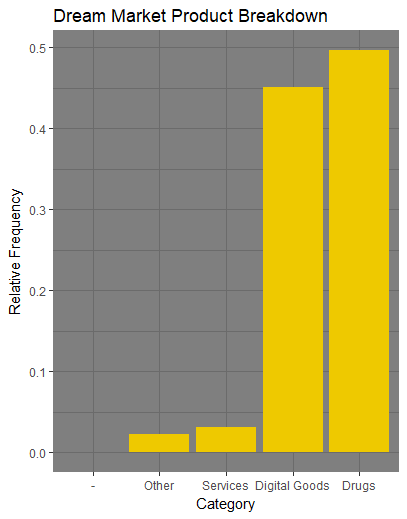 Dream Market Product Breakdown
0.5
0.4
0.3
0.2
0.1
0.0
Relative Frequency
- Other Services Digital Goods Drugs
Category